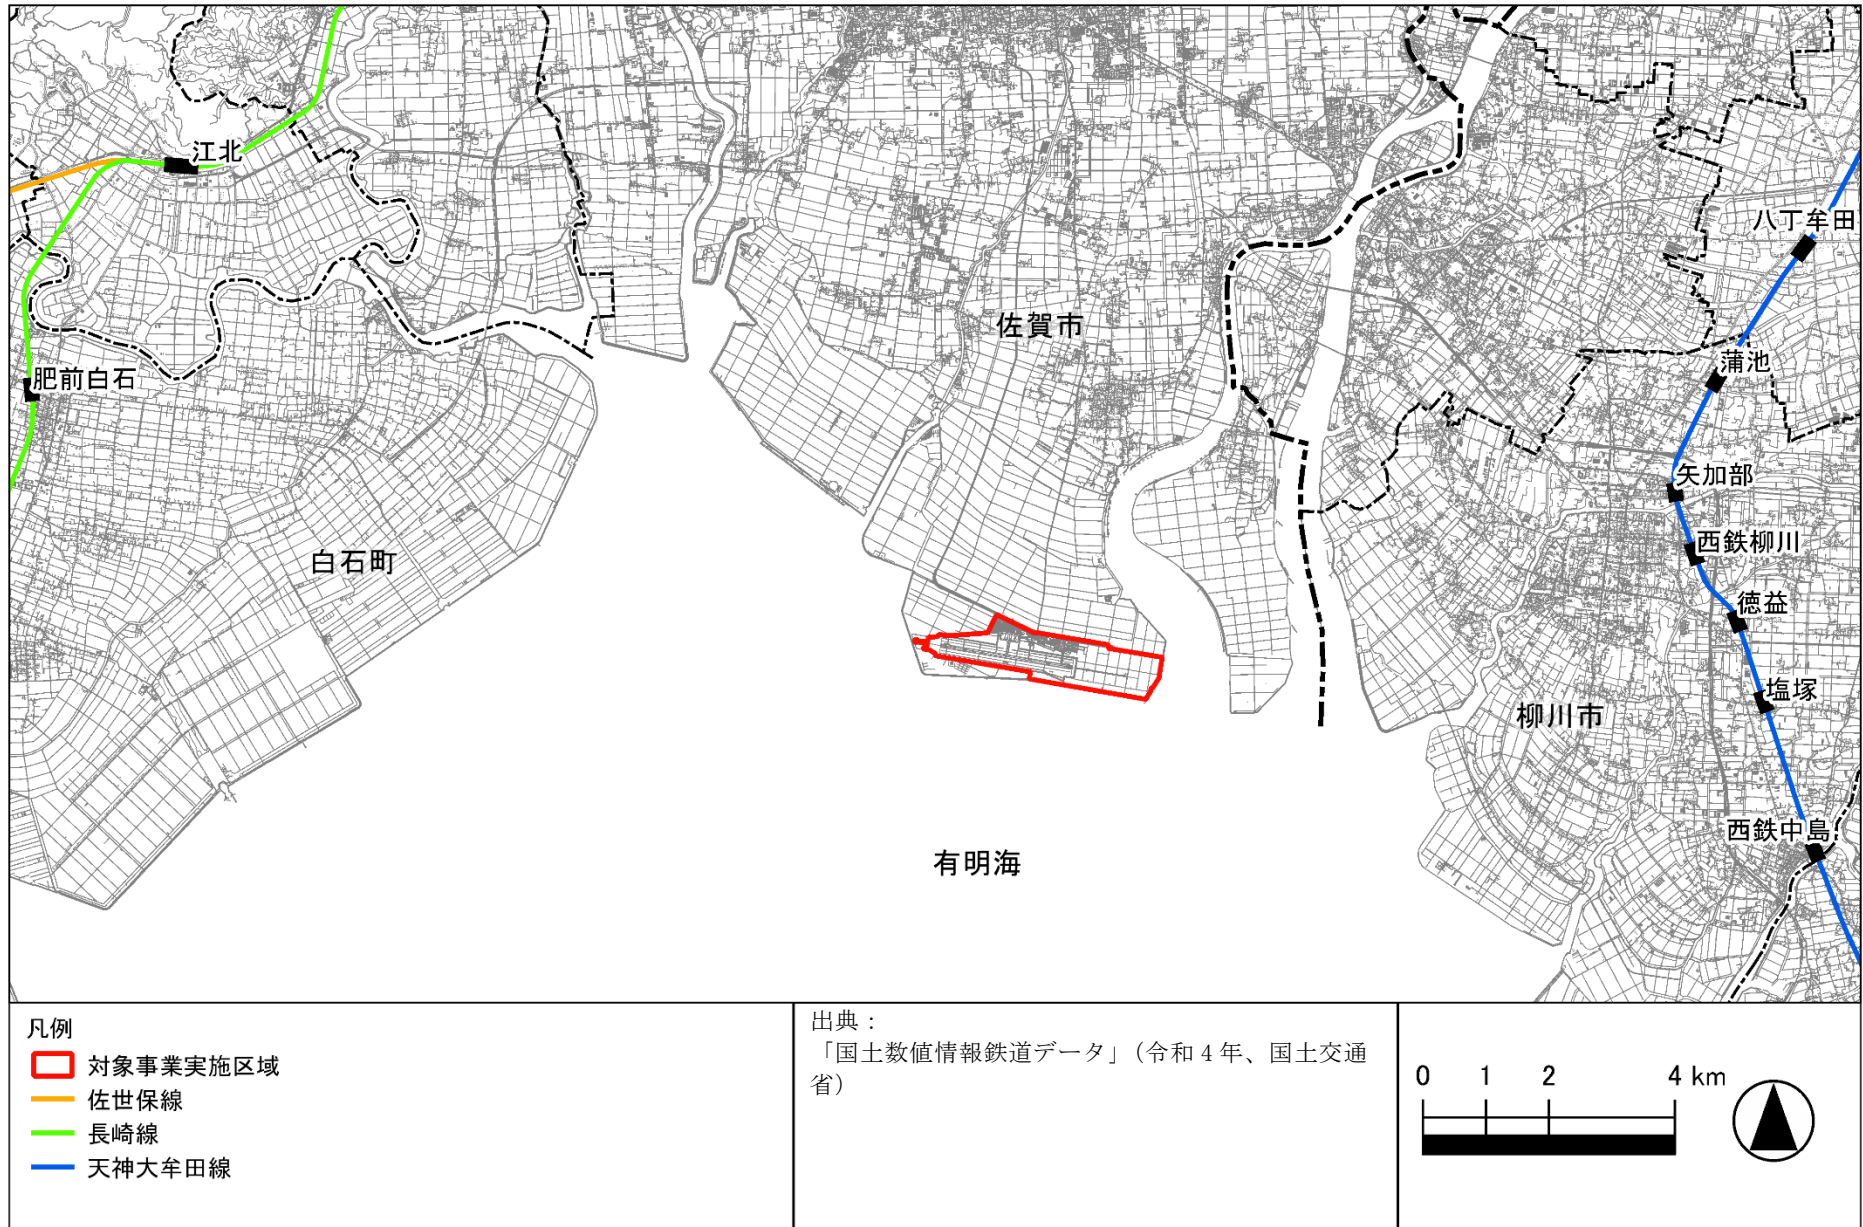 江北
八丁牟田
佐賀市
蒲池
肥前白石
矢加部
西鉄柳川
白石町
徳益
塩塚
柳川市
西鉄中島
有明海
凡例
対象事業実施区域
佐世保線
長崎線
天神大牟田線
出典：
「国土数値情報鉄道データ」（令和４年、国土交通
省）
0 1 2 4 km